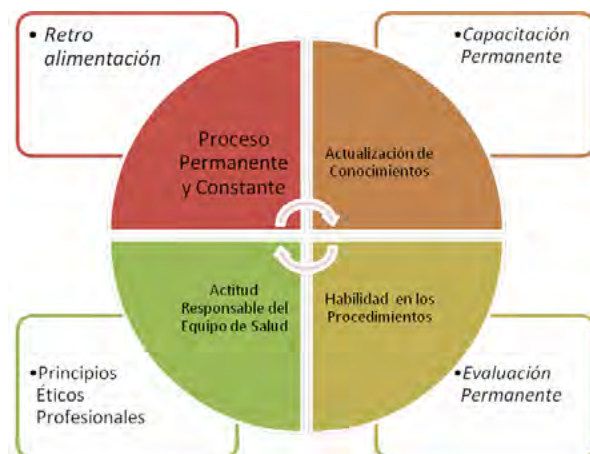 •Retro
alimentación
•Capacitación
Permanente
Proceso
Permanente
y Constante
Actualización de
Conocimientos
Actitud
Responsable del
Equipo de Salud
Habilidad en los
Procedimientos
•Principios
Éticos
Profesionales
•Evaluación
Permanente